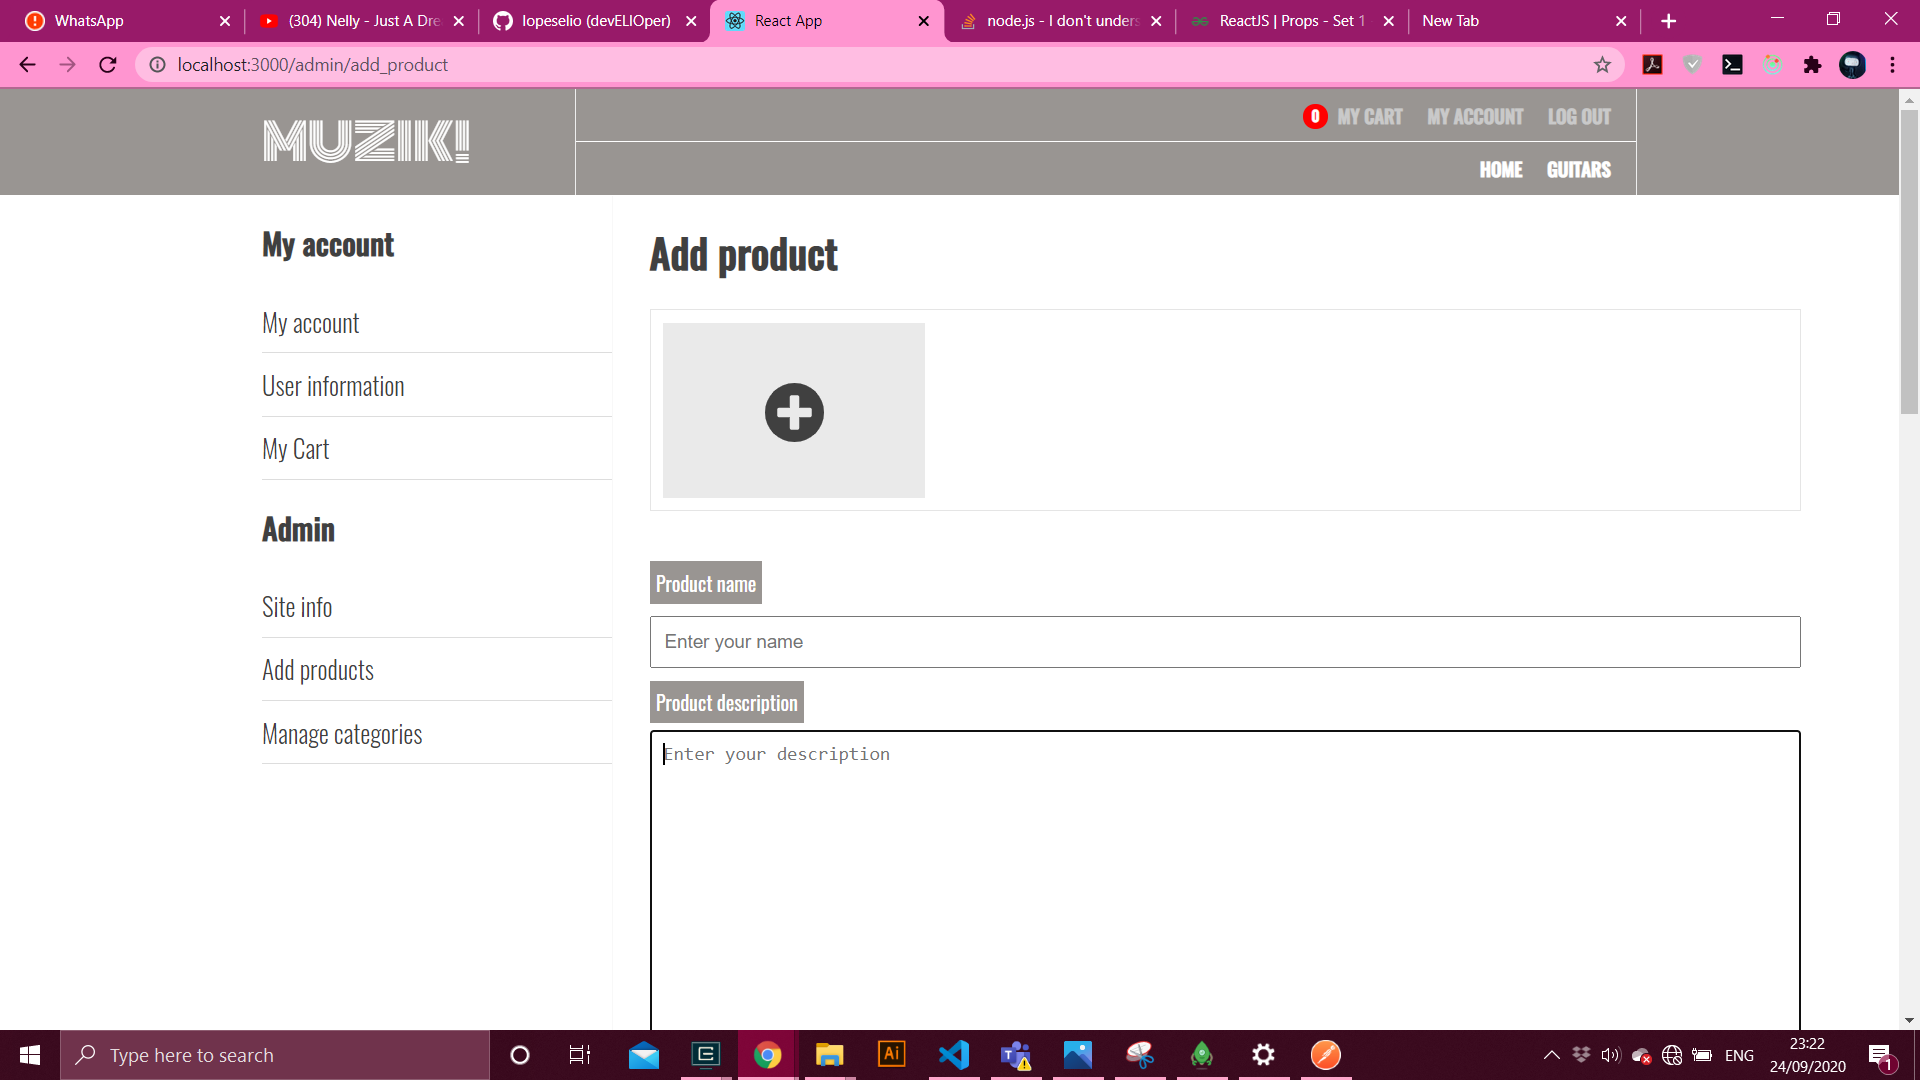 WhatsApp
(304) Nelly - Just A Dre
lopeselio (devELIOper)
React App
node.js - I don't unders
ReactJS | Props - Set 1
New Tab
localhost:3000/admin/add_product
MUZIK!
0 MY CART MY ACCOUNT LOG OUT
HOME GUITARS
My account
My account
User information
My Cart
Admin
Site info
Add products
Manage categories
Add product
Product name
Enter your name
Product description
Enter your description
Type here to search
Ai
ENG
23:22
24/09/2020
1